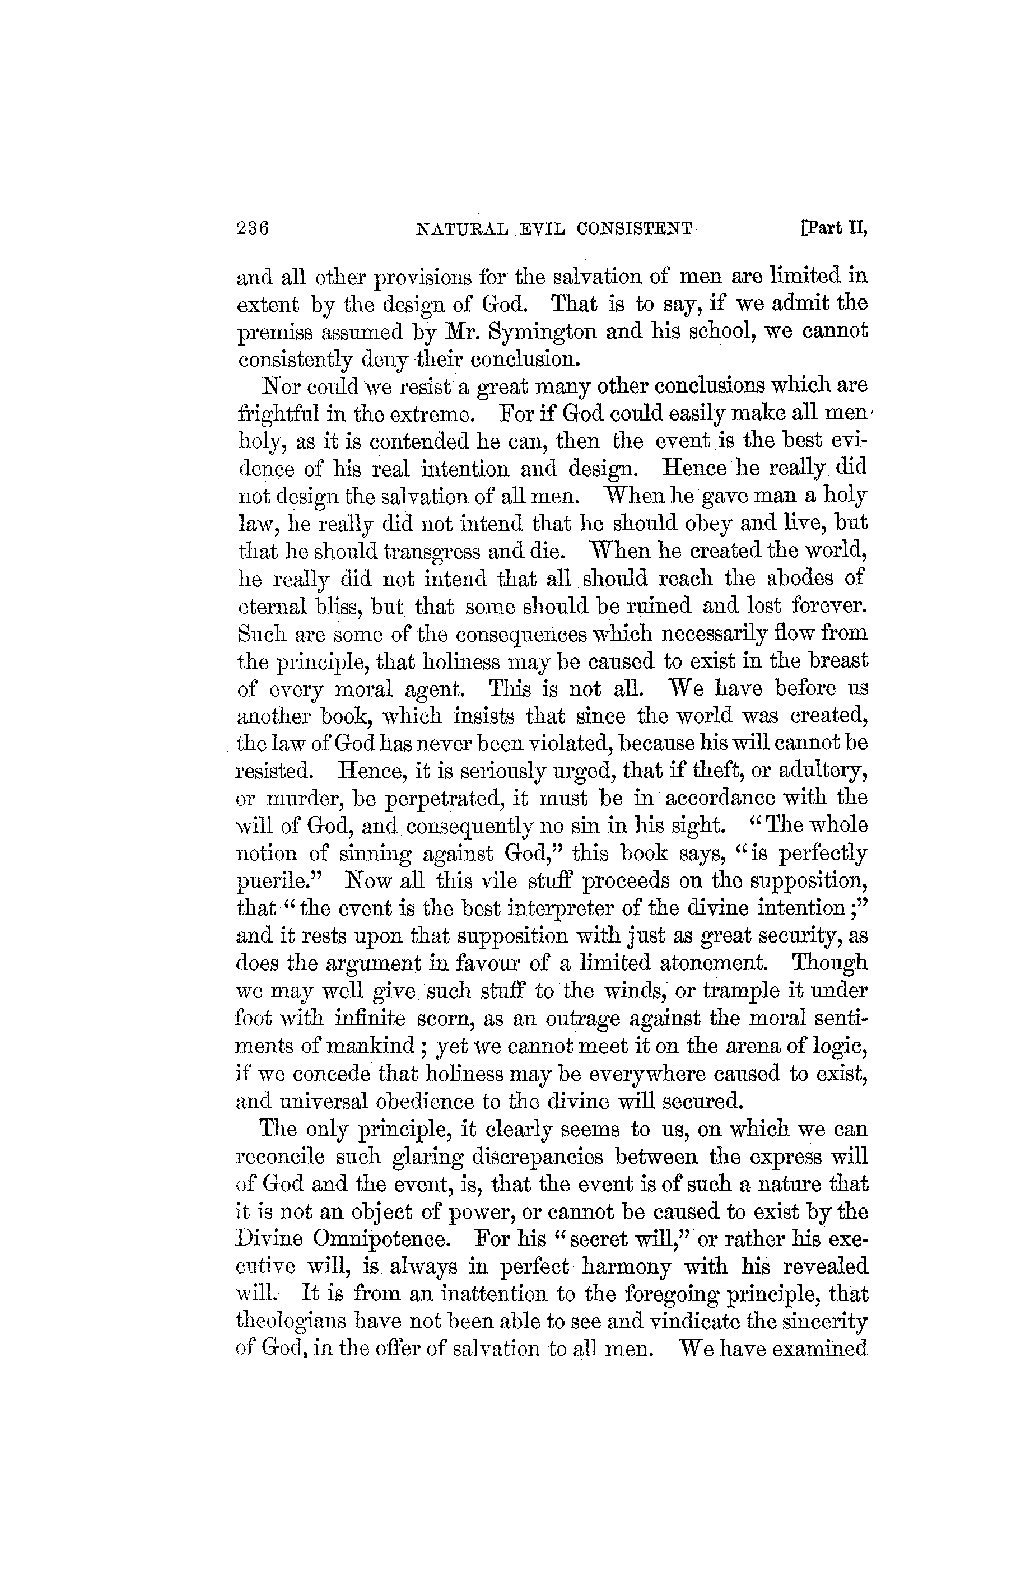 236 NATURAL EVIL CONSISTENT [Part II,
and all other provisions for the salvation of men are limited in
extent by the design of God. That is to say, if we admit the
premiss assumed by Mr. Symington and his school, we cannot
consistently deny their conclusion.
Nor could we resist a great many other conclusions which are
frightful in the extreme. For if God could easily make all men
holy, as it is contended he can, then the event is the best evi-
dence of his real intention and design. Hence he really did
not design the salvation of all men. When he gave man a holy
law, he really did not intend that he should obey and live, but
that he should transgress and die. When he created the world,
he really did not intend that all should reach the abodes of
eternal bliss, but that some should be ruined and lost forever.
Such are some of the consequences which necessarily flow from
the principle, that holiness may be caused to exist in the breast
of every moral agent. This is not all. We have before us
another book, which insists that since the world was created,
the law of God has never been violated, because his will cannot be
resisted. Hence, it is seriously urged, that if theft, or adultery,
or murder, be perpetrated, it must be in accordance with the
will of God, and consequently no sin in his sight. “The whole
notion of sinning against God,” this book says, “is perfectly
puerile.” Now all this vile stuff proceeds on the supposition,
that “the event is the best interpreter of the divine intention;”
and it rests upon that supposition with just as great security, as
does the argument in favour of a limited atonement. Though
we may well give such stuff to the winds, or trample it under
foot with infinite scorn, as an outrage against the moral senti-
ments of mankind; yet we cannot meet it on the arena of logic,
if we concede that holiness may be everywhere caused to exist,
and universal obedience to the divine will secured.
The only principle, it clearly seems to us, on which we can
reconcile such glaring discrepancies between the express will
of God and the event, is, that the event is of such a nature that
it is not an object of power, or cannot be caused to exist by the
Divine Omnipotence. For his “secret will,” or rather his exe-
cutive will, is always in perfect harmony with his revealed
will. It is from an inattention to the foregoing principle, that
theologians have not been able to see and vindicate the sincerity
of God, in the offer of salvation to all men. We have examined